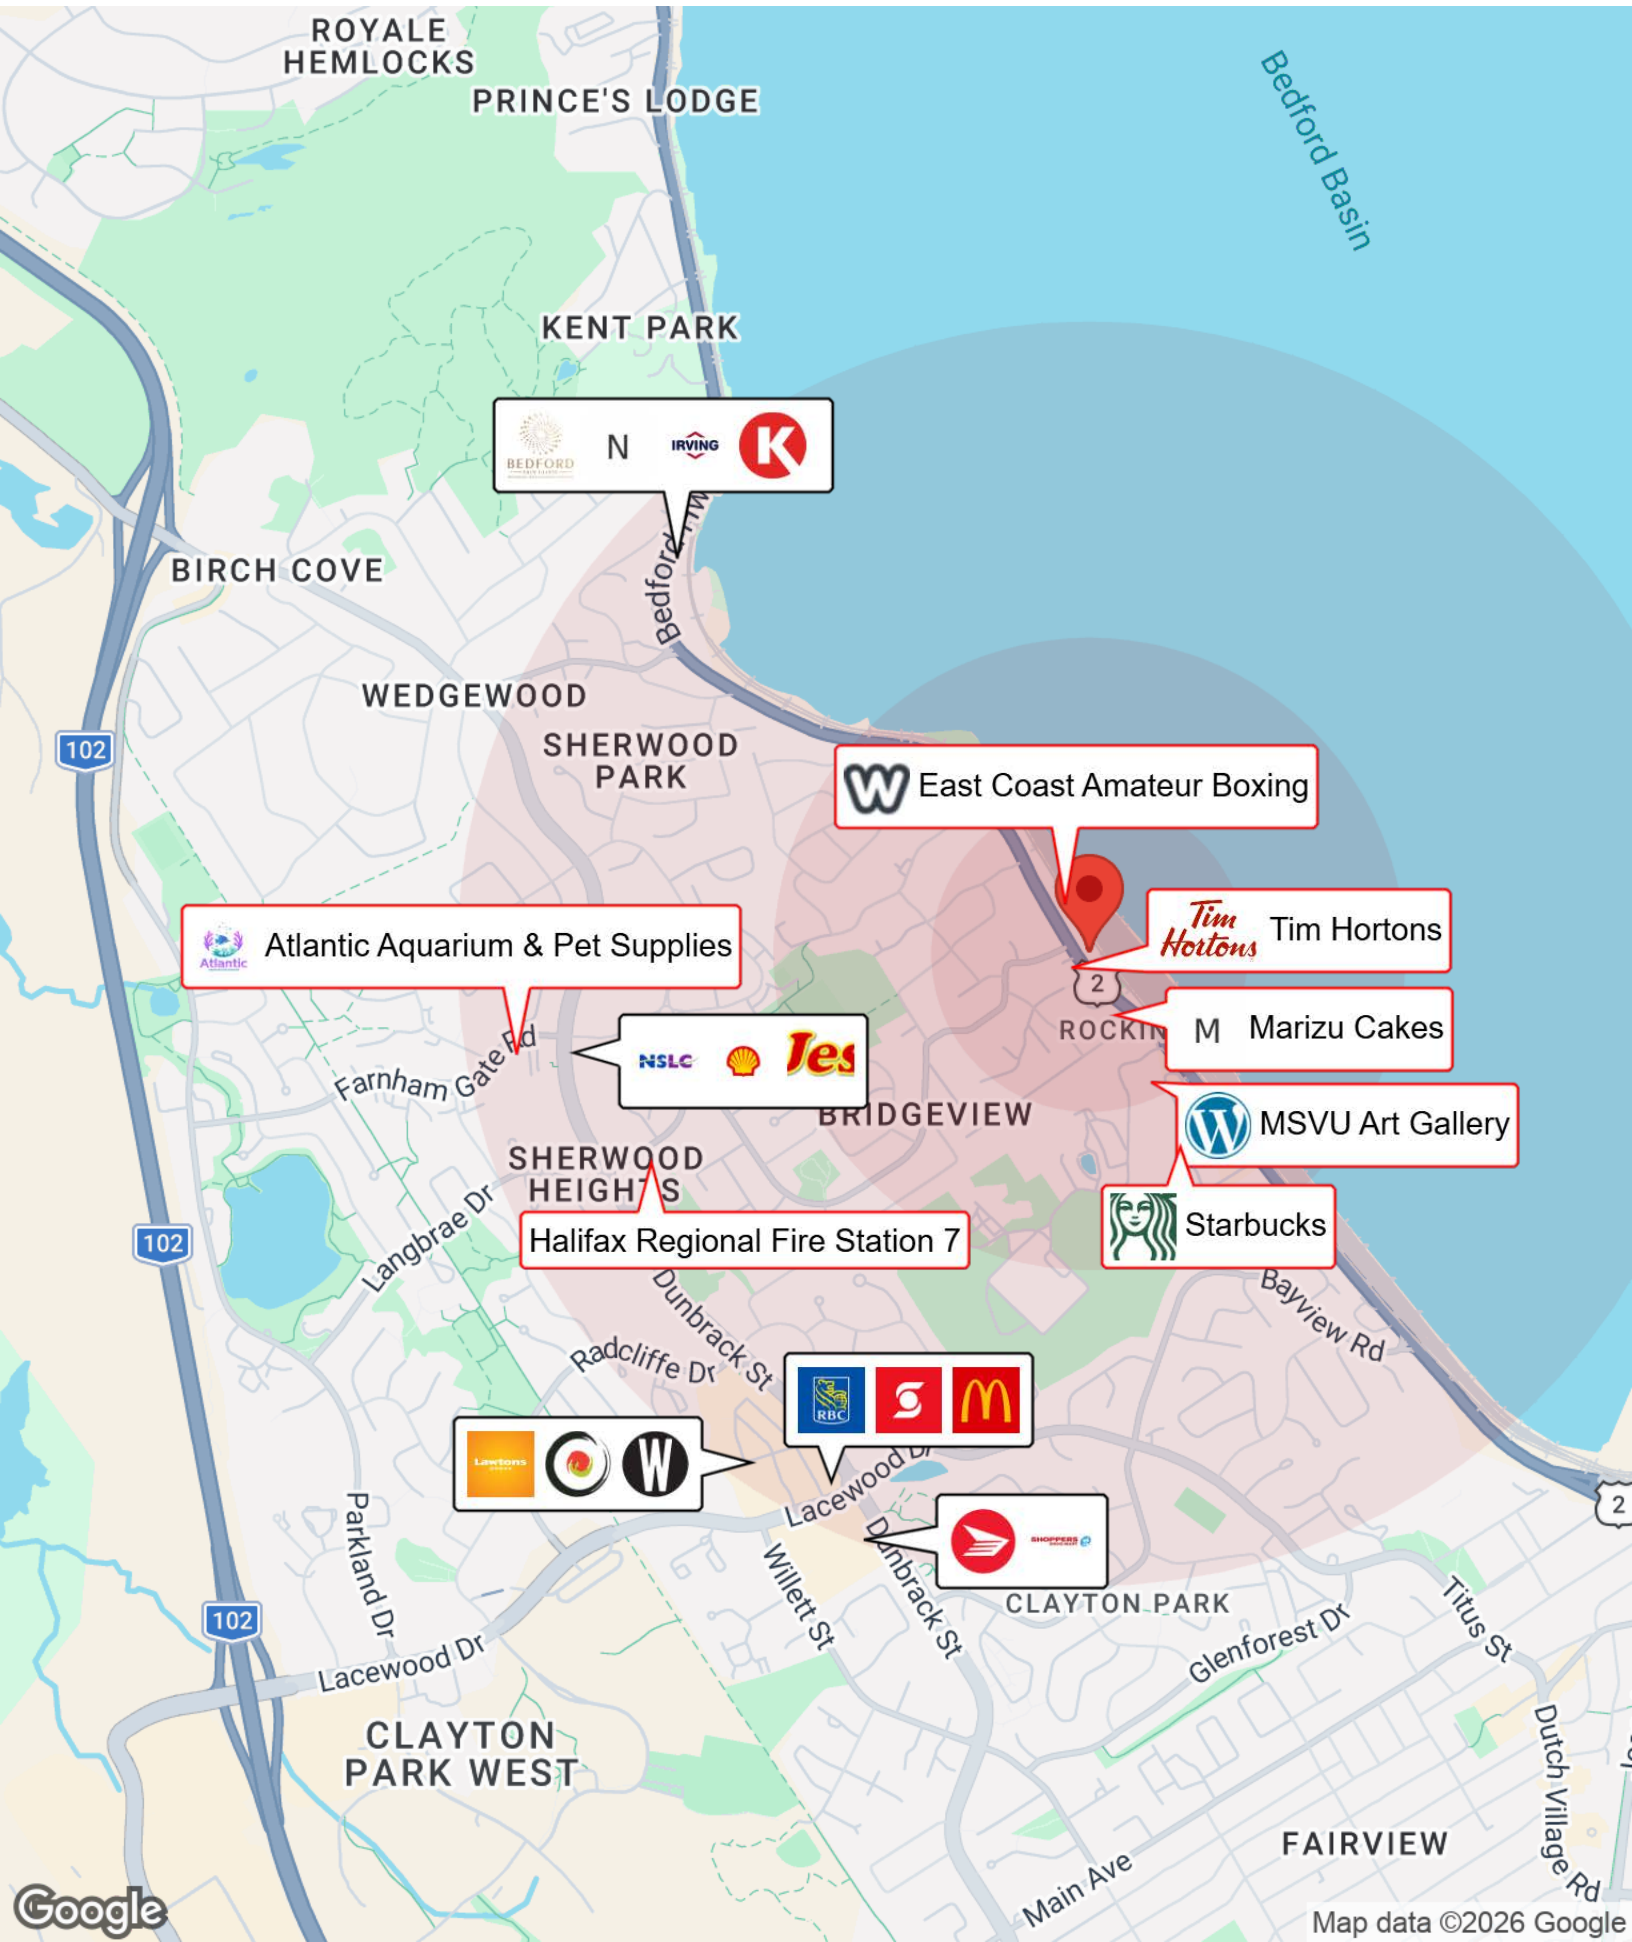 ROYALE
HEMLOCKS
PRINCE'S LODGE
Bedford Basin
KENT PARK
BEDFORD
N
IRVING
K
Bedford
BIRCH COVE
WEDGEWOOD
SHERWOOD
PARK
102
W East Coast Amateur Boxing
Tim
Hortons
Tim Hortons
Atlantic
Atlantic Aquarium & Pet Supplies
2
ROCKIN
M Marizu Cakes
Farnham Gate Rd
NSLC
Jes
BRIDGEVIEW
W MSVU Art Gallery
SHERWOOD
HEIGHTS
Langbrae Dr
Halifax Regional Fire Station 7
Starbucks
102
Bayview Rd
Dunbrack St
Radcliffe Dr
RBC
S
M
Lawtons
W
Lacewood Dr
2
Parkland Dr
SHOPPERS
Dunbrack St
Willett St
CLAYTON PARK
102
Titus St
Glenforest Dr
Lacewood Dr
CLAYTON
PARK WEST
Dutch Village Rd
FAIRVIEW
Main Ave
Google
Map data ©2026 Google